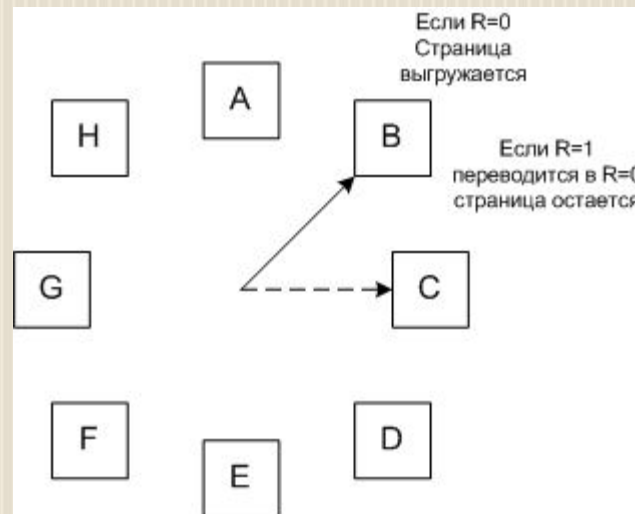 Если R=0
Страница
выгружается
A
H
B
Если R=1
переводится в R=0
страница остается
G
C
F
D
E